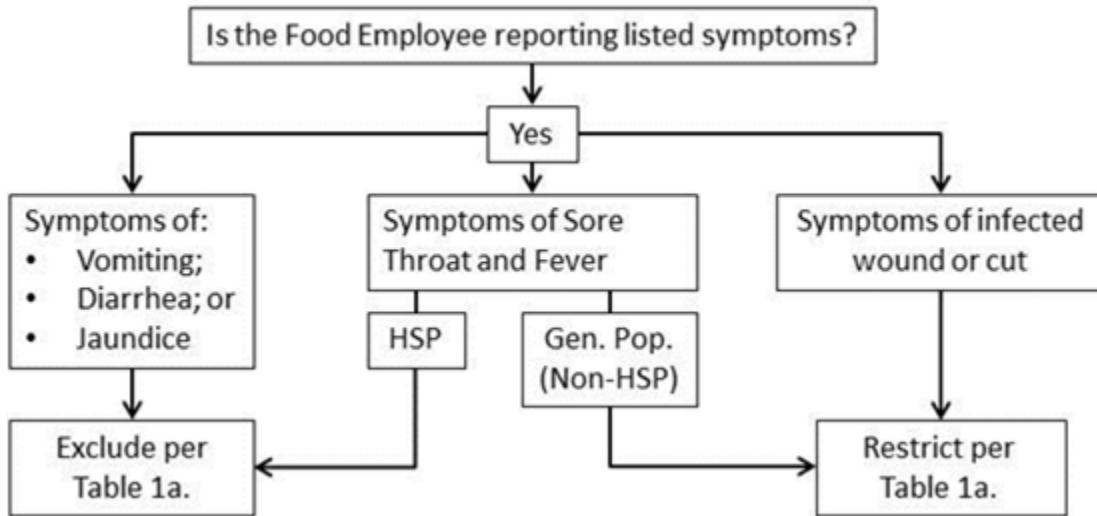 Is the Food Employee reporting listed symptoms?
Yes
Symptoms of:
• Vomiting;
• Diarrhea; or
• Jaundice
Symptoms of Sore
Throat and Fever
Symptoms of infected
wound or cut
HSP
Gen. Pop.
(Non-HSP)
Exclude per
Table 1a.
Restrict per
Table 1a.